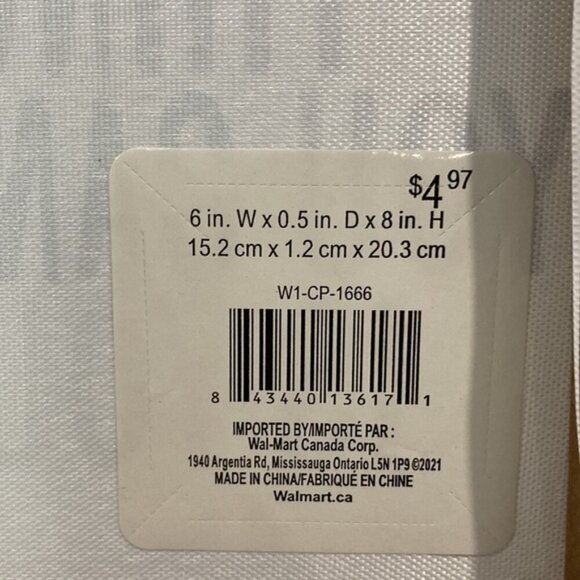 $4.97
6 in. W x 0.5 in. D x 8 in. H
15.2 cm x 1.2 cm x 20.3 cm
W1-CP-1666
8 43440 13617 1
IMPORTED BY/IMPORTÉ PAR :
Wal-Mart Canada Corp.
1940 Argentia Rd, Mississauga Ontario L5N 1P9 ©2021
MADE IN CHINA/FABRIQUÉ EN CHINE
Walmart.ca